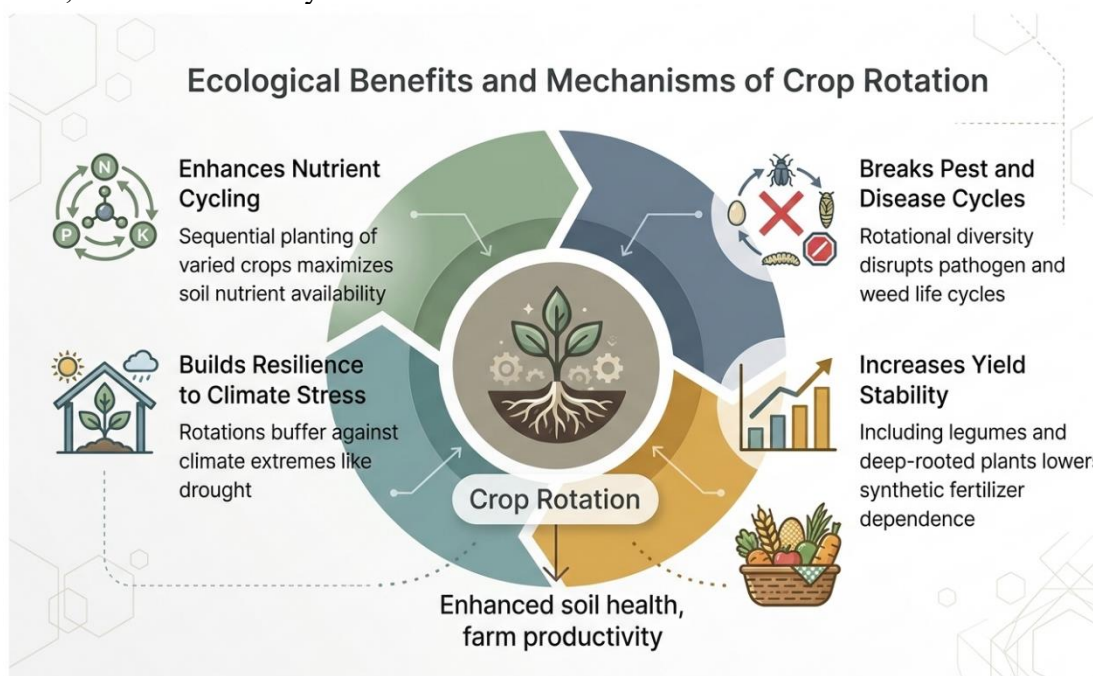 Ecological Benefits and Mechanisms of Crop Rotation
N
P
K
Enhances Nutrient
Cycling
Sequential planting of
varied crops maximizes
soil nutrient availability
Breaks Pest and
Disease Cycles
Rotational diversity
disrupts pathogen and
weed life cycles
Builds Resilience
to Climate Stress
Rotations buffer against
climate extremes like
drought
Increases Yield
Stability
Including legumes and
deep-rooted plants lowers
synthetic fertilizer
dependence
Crop Rotation
Enhanced soil health,
farm productivity